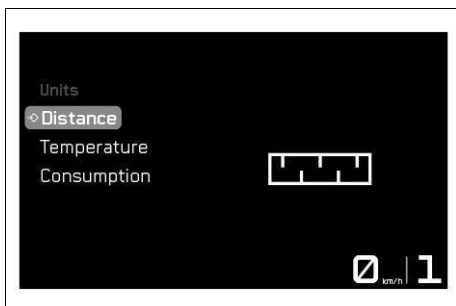 Units
Distance
Temperature
Consumption
0 km/h 1